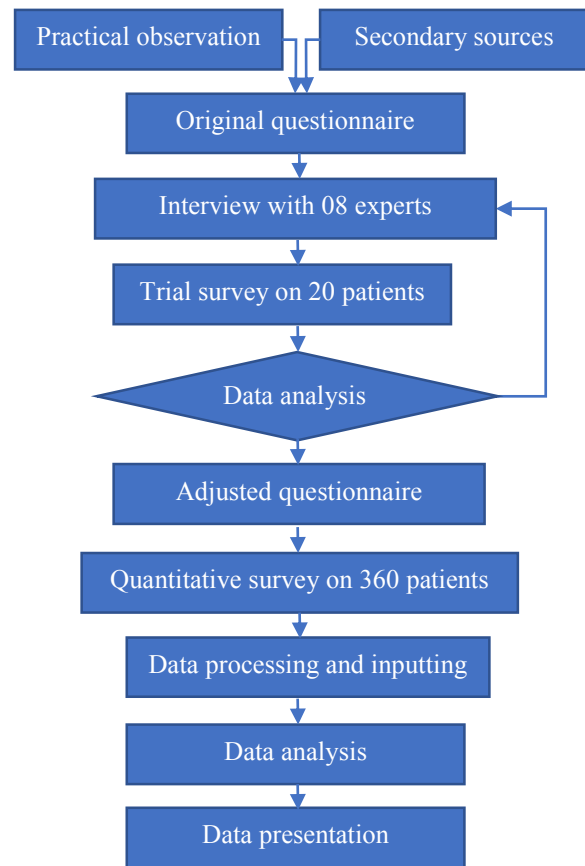 Practical observation
Secondary sources
Original questionnaire
Interview with 08 experts
Trial survey on 20 patients
Data analysis
Adjusted questionnaire
Quantitative survey on 360 patients
Data processing and inputting
Data analysis
Data presentation